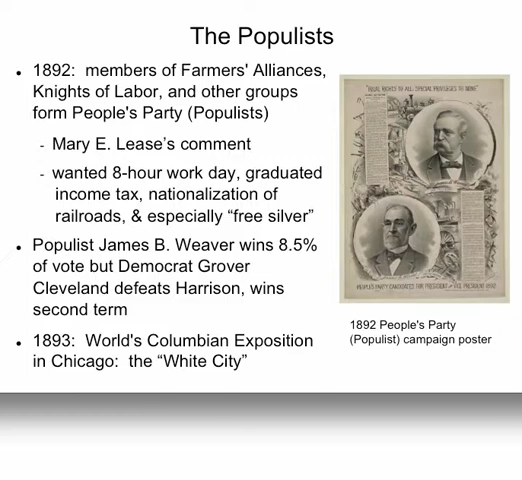 The Populists
• 1892:  members of Farmers' Alliances,
Knights of Labor, and other groups
form People's Party (Populists)
- Mary E. Lease's comment
- wanted 8-hour work day, graduated
income tax, nationalization of
railroads, & especially “free silver”
• Populist James B. Weaver wins 8.5%
of vote but Democrat Grover
Cleveland defeats Harrison, wins
second term
• 1893:  World's Columbian Exposition
in Chicago:  the “White City”
"EQUAL RIGHTS TO ALL; SPECIAL PRIVILEGES TO NONE"
PEOPLE'S PARTY CANDIDATES FOR PRESIDENT AND VICE PRESIDENT 1892
1892 People's Party
(Populist) campaign poster